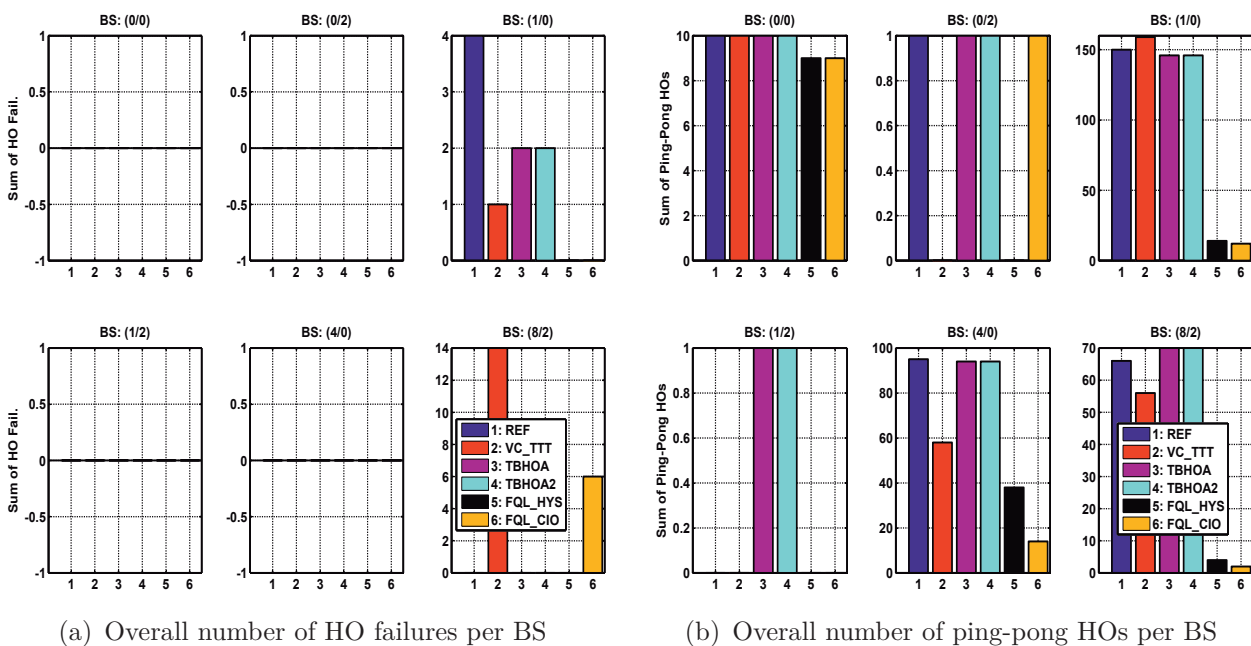 BS: (0/0)
1
0.5
0
-0.5
-1
Sum of HO Fail.
1 2 3 4 5 6
BS: (0/2)
1
0.5
0
-0.5
-1
1 2 3 4 5 6
BS: (1/0)
4
3
2
1
0
1 2 3 4 5 6
BS: (1/2)
1
0.5
0
-0.5
-1
Sum of HO Fail.
1 2 3 4 5 6
BS: (4/0)
1
0.5
0
-0.5
-1
1 2 3 4 5 6
BS: (8/2)
14
12
10
8
6
4
2
0
1: REF
2: VC_TTT
3: TBHOA
4: TBHOA2
5: FQL_HYS
6: FQL_CIO
1 2 3 4 5 6
(a) Overall number of HO failures per BS
BS: (0/0)
10
8
6
4
2
0
Sum of Ping-Pong HOs
1 2 3 4 5 6
BS: (0/2)
1
0.8
0.6
0.4
0.2
0
1 2 3 4 5 6
BS: (1/0)
150
100
50
0
1 2 3 4 5 6
BS: (1/2)
1
0.8
0.6
0.4
0.2
0
Sum of Ping-Pong HOs
1 2 3 4 5 6
BS: (4/0)
100
80
60
40
20
0
1 2 3 4 5 6
BS: (8/2)
70
60
50
40
30
20
10
0
1: REF
2: VC_TTT
3: TBHOA
4: TBHOA2
5: FQL_HYS
6: FQL_CIO
1 2 3 4 5 6
(b) Overall number of ping-pong HOs per BS